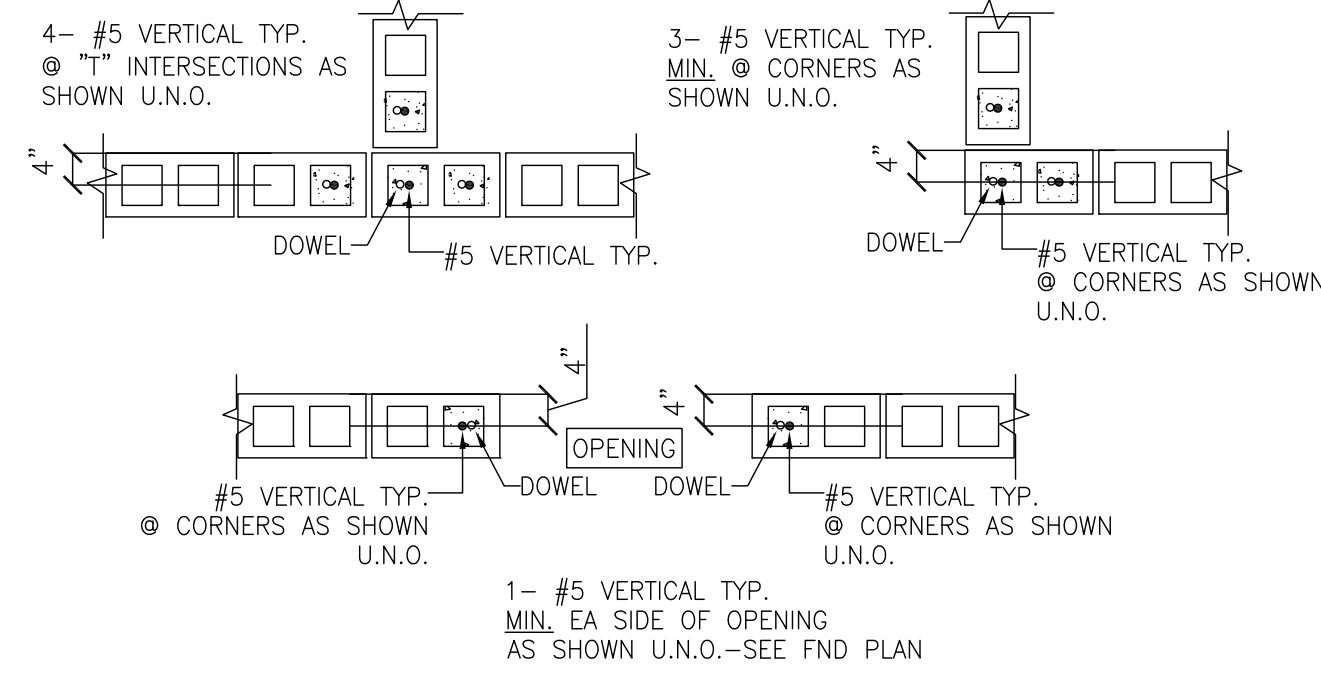 4- #5 VERTICAL TYP.
@ "T" INTERSECTIONS AS
SHOWN U.N.O.
4"
DOWEL
#5 VERTICAL TYP.
3- #5 VERTICAL TYP.
MIN. @ CORNERS AS
SHOWN U.N.O.
4"
DOWEL
#5 VERTICAL TYP.
@ CORNERS AS SHOWN
U.N.O.
4"
#5 VERTICAL TYP.
@ CORNERS AS SHOWN
U.N.O.
DOWEL
OPENING
4"
DOWEL
#5 VERTICAL TYP.
@ CORNERS AS SHOWN
U.N.O.
1- #5 VERTICAL TYP.
MIN. EA SIDE OF OPENING
AS SHOWN U.N.O.-SEE FND PLAN